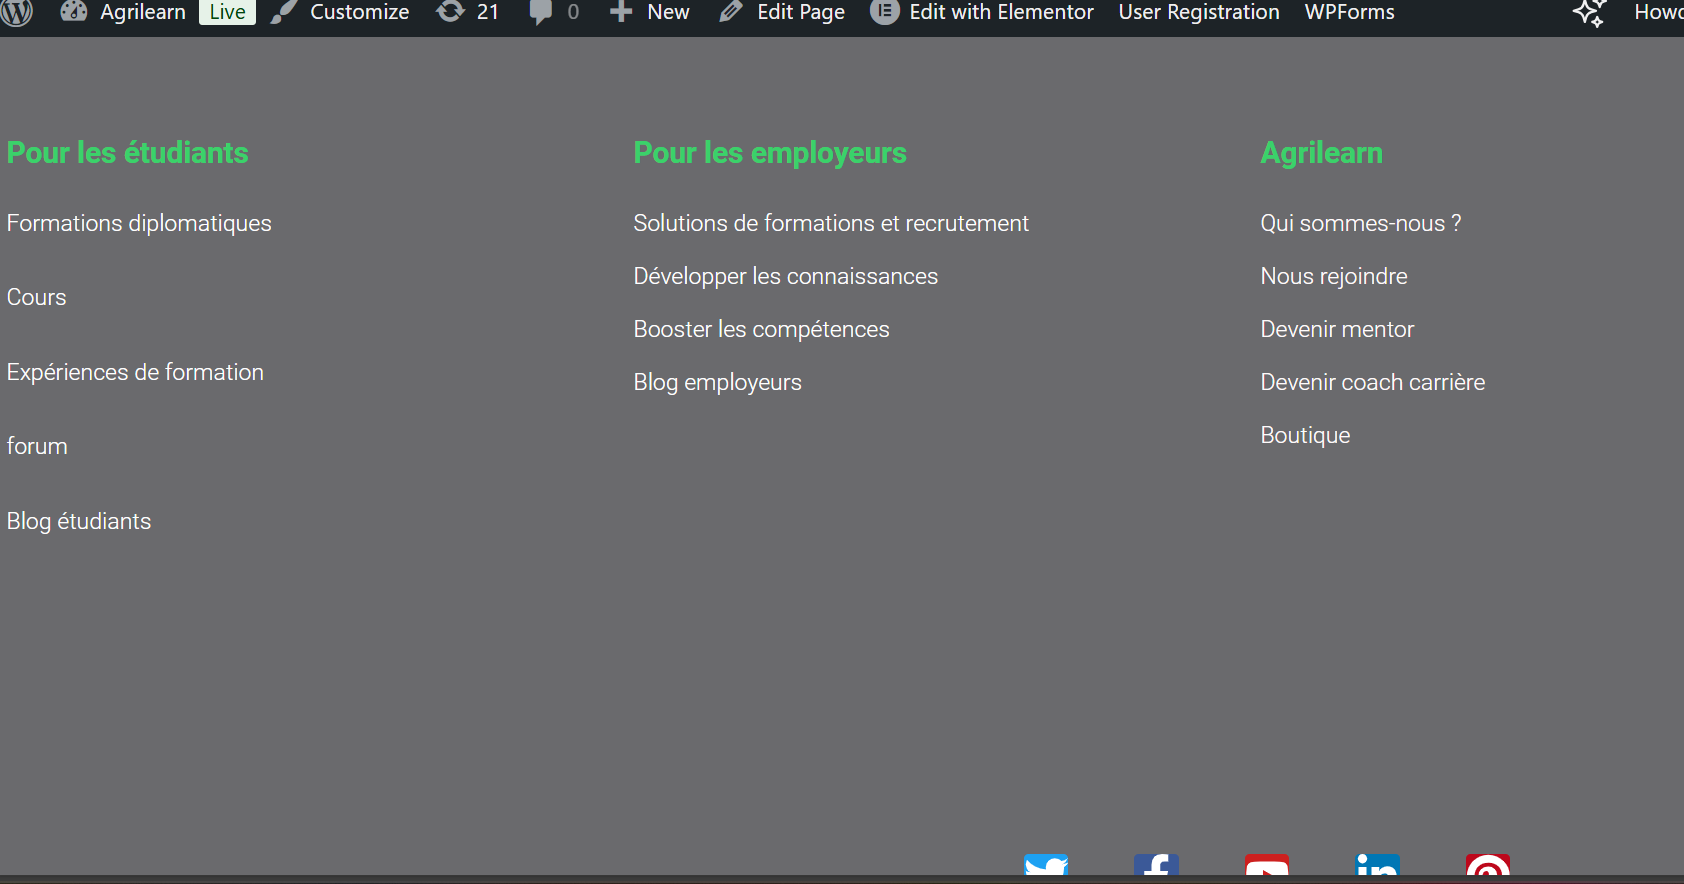 Agrilearn Live Customize 21 0 New Edit Page Edit with Elementor User Registration WPForms
Pour les étudiants
Formations diplomatiques
Cours
Expériences de formation
forum
Blog étudiants
Pour les employeurs
Solutions de formations et recrutement
Développer les connaissances
Booster les compétences
Blog employeurs
Agrilearn
Qui sommes-nous ?
Nous rejoindre
Devenir mentor
Devenir coach carrière
Boutique